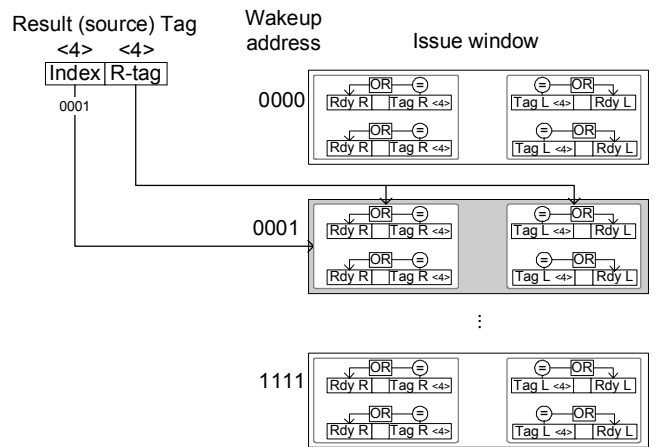 Result (source) Tag
<4> <4>
Index R-tag
0001
Wakeup
address
Issue window
0000
OR = = OR
Rdy R Tag R <4> Tag L <4> Rdy L
OR = = OR
Rdy R Tag R <4> Tag L <4> Rdy L
0001
OR = = OR
Rdy R Tag R <4> Tag L <4> Rdy L
OR = = OR
Rdy R Tag R <4> Tag L <4> Rdy L
⋮
1111
OR = = OR
Rdy R Tag R <4> Tag L <4> Rdy L
OR = = OR
Rdy R Tag R <4> Tag L <4> Rdy L